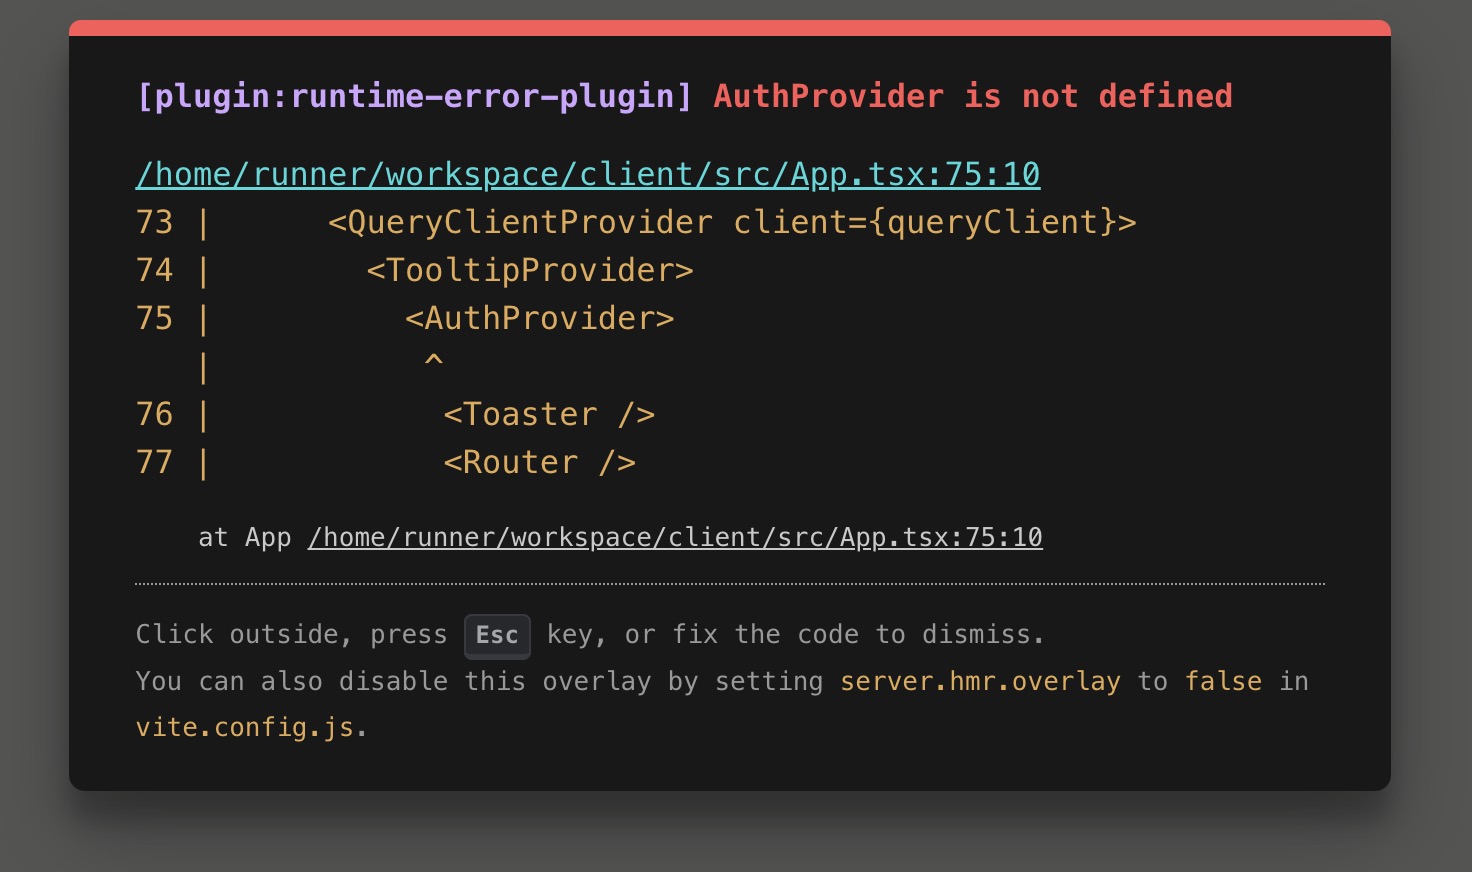 [plugin:runtime-error-plugin] AuthProvider is not defined
/home/runner/workspace/client/src/App.tsx:75:10
73 |      <QueryClientProvider client={queryClient}>
74 |        <TooltipProvider>
75 |          <AuthProvider>
   |           ^
76 |            <Toaster />
77 |            <Router />
    at App /home/runner/workspace/client/src/App.tsx:75:10
Click outside, press Esc key, or fix the code to dismiss.
You can also disable this overlay by setting server.hmr.overlay to false in
vite.config.js.